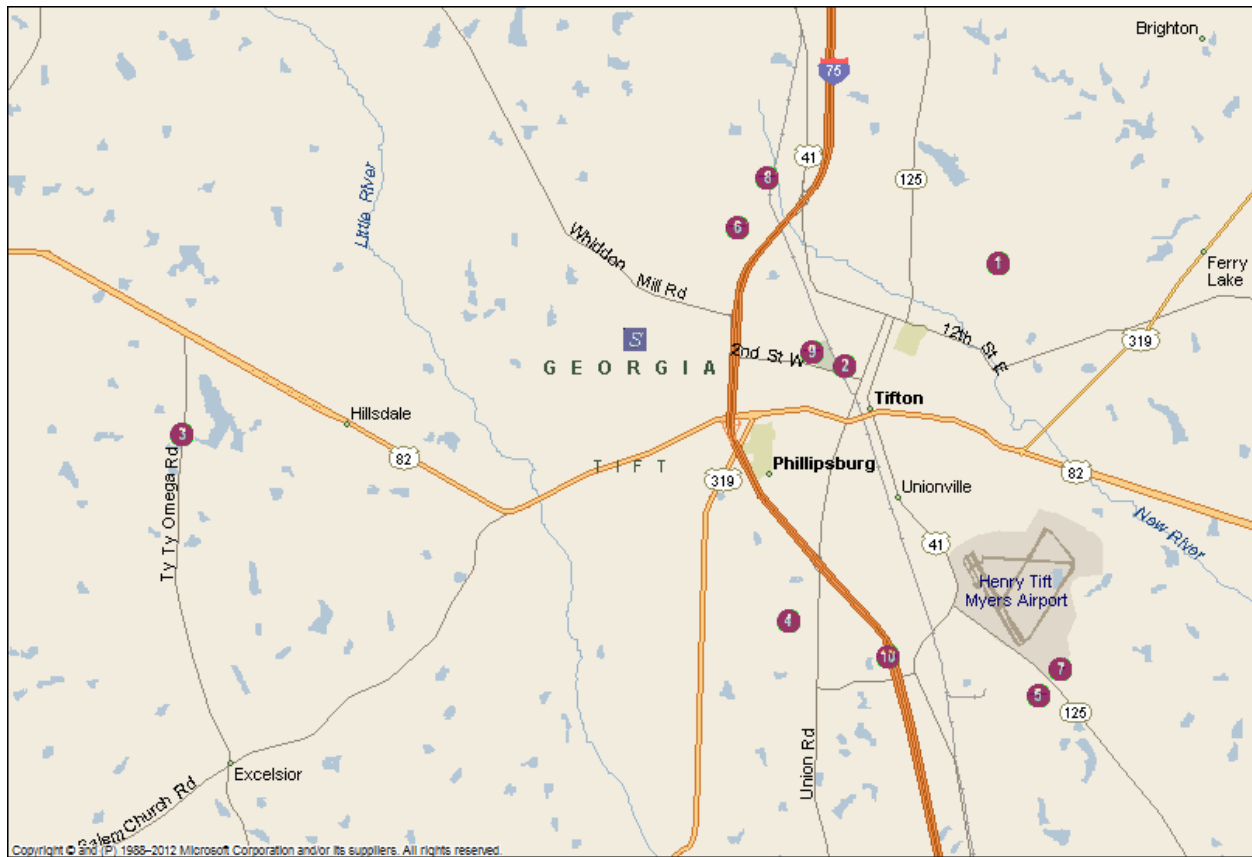 Brighton
75
41
125
8
6
1
Little River
Whidden Mill Rd
Ferry
Lake
S
GEORGIA
2nd St W
9
2
12th St E
319
Tifton
Hillsdale
3
82
TIFT
319
Phillipsburg
82
Unionville
Ty Ty Omega Rd
New River
41
Henry Tift
Myers Airport
4
10
7
5
125
Union Rd
Excelsior
Salem Church Rd
Copyright © and (P) 1988–2012 Microsoft Corporation and/or its suppliers. All rights reserved.